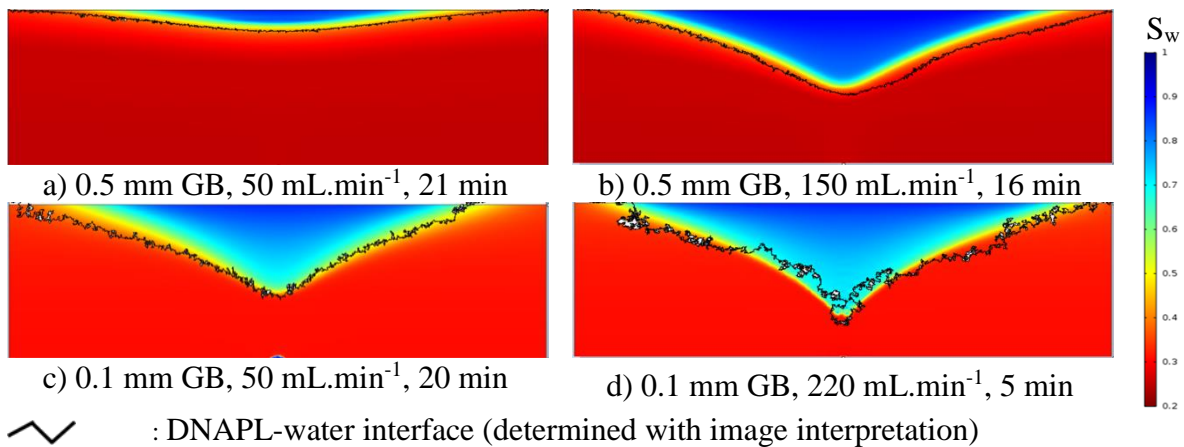 S_w
1
0.9
0.8
0.7
0.6
0.5
0.4
0.3
0.2
a) 0.5 mm GB, 50 mL.min⁻¹, 21 min
b) 0.5 mm GB, 150 mL.min⁻¹, 16 min
c) 0.1 mm GB, 50 mL.min⁻¹, 20 min
d) 0.1 mm GB, 220 mL.min⁻¹, 5 min
: DNAPL-water interface (determined with image interpretation)